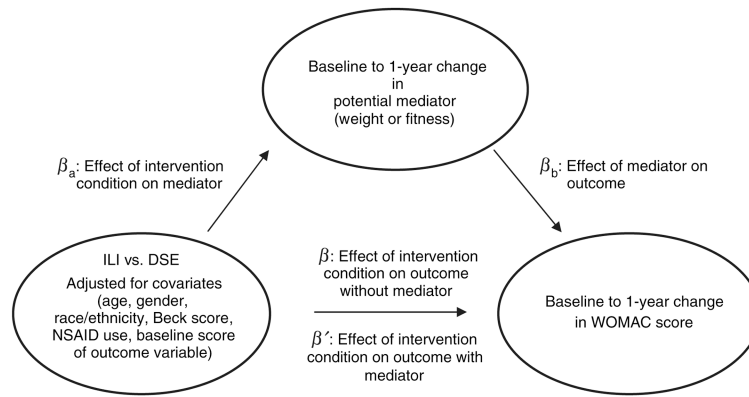 Baseline to 1-year change
in
potential mediator
(weight or fitness)
βa: Effect of intervention
condition on mediator
βb: Effect of mediator on
outcome
ILI vs. DSE
Adjusted for covariates
(age, gender,
race/ethnicity, Beck score,
NSAID use, baseline score
of outcome variable)
β: Effect of intervention
condition on outcome
without mediator
β′: Effect of intervention
condition on outcome with
mediator
Baseline to 1-year change
in WOMAC score